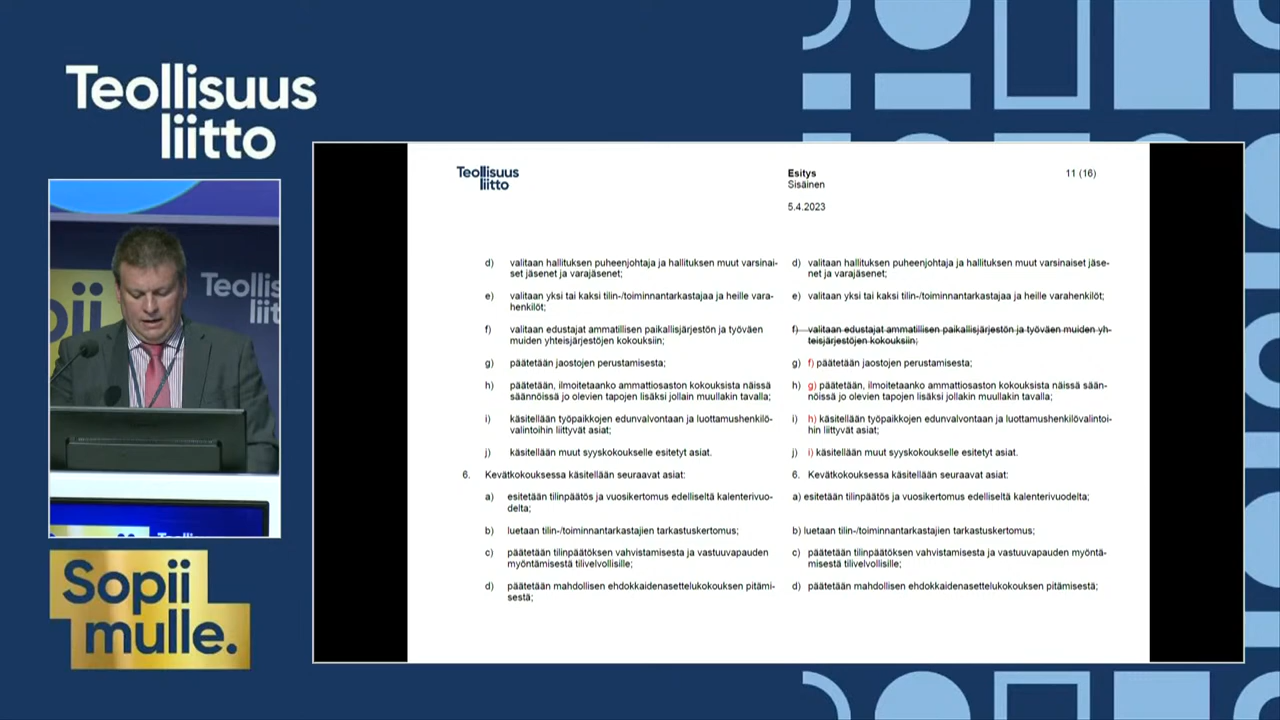 Teollisuus
liitto
Teollis
liit
pii
Sopii
mulle.
Teollisuus
liitto
Esitys
Sisäinen
5.4.2023
11 (16)
d) valitaan hallituksen puheenjohtaja ja hallituksen muut varsinai-
set jäsenet ja varajäsenet;
e) valitaan yksi tai kaksi tilin-/toiminnantarkastajaa ja heille vara-
henkilöt;
f) valitaan edustajat ammatillisen paikallisjärjestön ja työväen
muiden yhteisjärjestöjen kokouksiin;
g) päätetään jaostojen perustamisesta;
h) päätetään, ilmoitetaanko ammattiosaston kokouksista näissä
säännöissä jo olevien tapojen lisäksi jollain muullakin tavalla;
i) käsitellään työpaikkojen edunvalvontaan ja luottamushenkilö-
valintoihin liittyvät asiat;
j) käsitellään muut syyskokoukselle esitetyt asiat.
6. Kevätkokouksessa käsitellään seuraavat asiat:
a) esitetään tilinpäätös ja vuosikertomus edelliseltä kalenterivuo-
delta;
b) luetaan tilin-/toiminnantarkastajien tarkastuskertomus;
c) päätetään tilinpäätöksen vahvistamisesta ja vastuuvapauden
myöntämisestä tilivelvollisille;
d) päätetään mahdollisen ehdokkaidenasettelukokouksen pitämi-
sestä;
d) valitaan hallituksen puheenjohtaja ja hallituksen muut varsinaiset jäse-
net ja varajäsenet;
e) valitaan yksi tai kaksi tilin-/toiminnantarkastajaa ja heille varahenkilöt;
f) valitaan edustajat ammatillisen paikallisjärjestön ja työväen muiden yh-
teisjärjestöjen kokouksiin;
g) f) päätetään jaostojen perustamisesta;
h) g) päätetään, ilmoitetaanko ammattiosaston kokouksista näissä sään-
nöissä jo olevien tapojen lisäksi jollakin muullakin tavalla;
i) h) käsitellään työpaikkojen edunvalvontaan ja luottamushenkilövalintoi-
hin liittyvät asiat;
j) i) käsitellään muut syyskokoukselle esitetyt asiat.
6. Kevätkokouksessa käsitellään seuraavat asiat:
a) esitetään tilinpäätös ja vuosikertomus edelliseltä kalenterivuodelta;
b) luetaan tilin-/toiminnantarkastajien tarkastuskertomus;
c) päätetään tilinpäätöksen vahvistamisesta ja vastuuvapauden myöntä-
misestä tilivelvollisille;
d) päätetään mahdollisen ehdokkaidenasettelukokouksen pitämisestä;